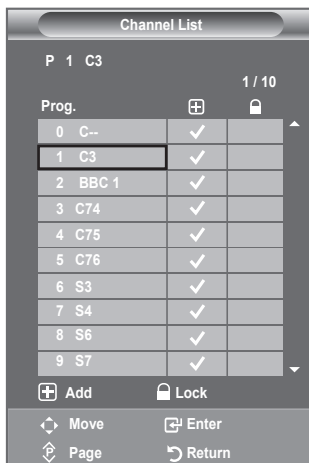 Channel List
P 1 C3
1 / 10
Prog.
0 C--
1 C3
2 BBC 1
3 C74
4 C75
5 C76
6 S3
7 S4
8 S6
9 S7
Add Lock
Move Enter
P Page Return